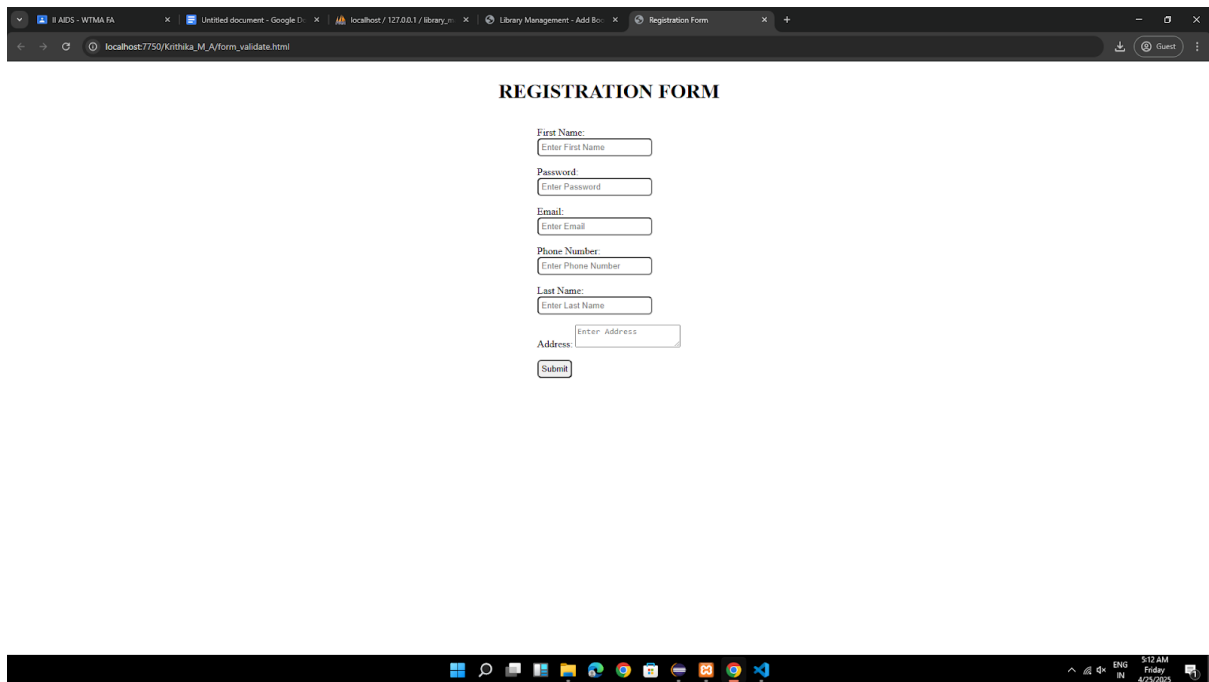 II AIDS - WTMA FA
Untitled document - Google Do
localhost / 127.0.0.1 / library_m
Library Management - Add Boo
Registration Form
localhost:7750/Krithika_M_A/form_validate.html
Guest
REGISTRATION FORM
First Name:
Enter First Name
Password:
Enter Password
Email:
Enter Email
Phone Number:
Enter Phone Number
Last Name:
Enter Last Name
Enter Address
Address:
Submit
ENG
IN
5:12 AM
Friday
4/25/2025
1